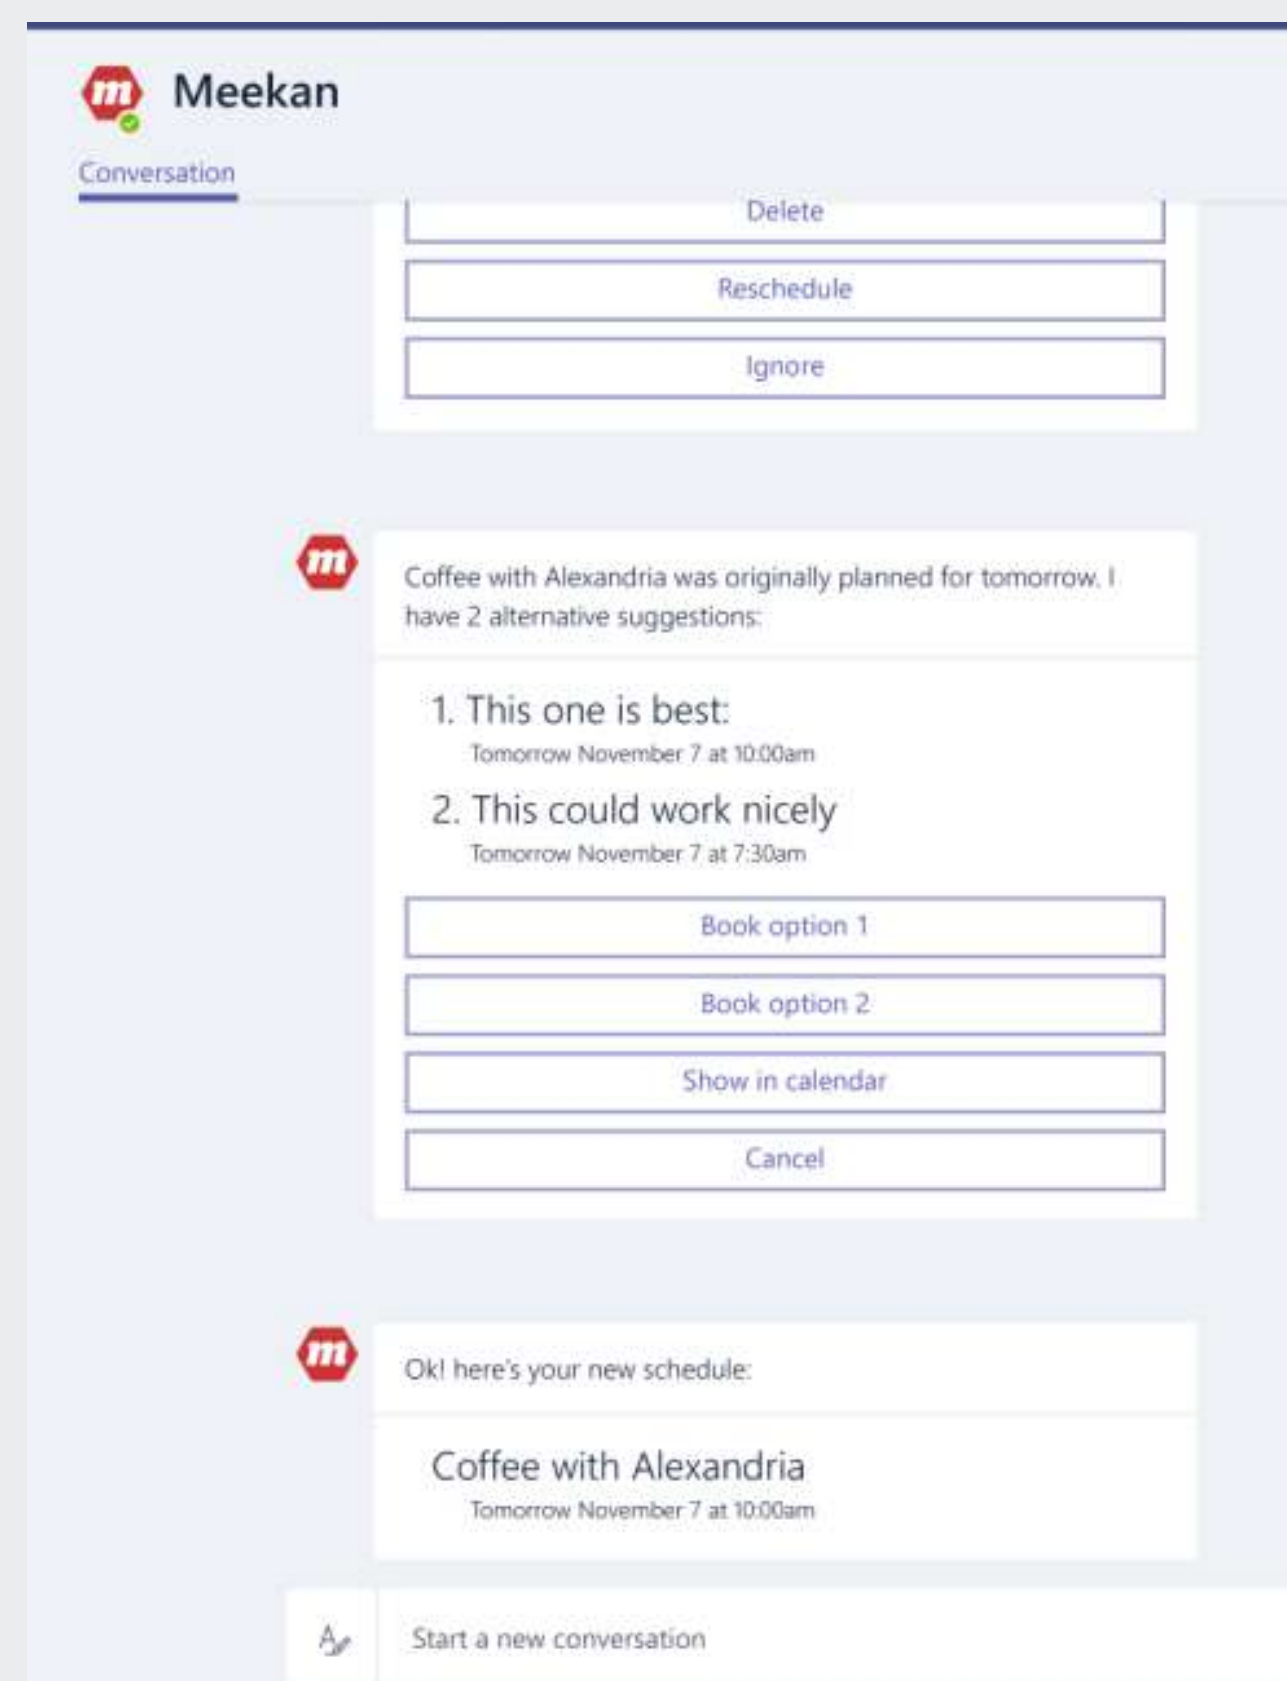 m Meekan
Conversation
Delete
Reschedule
Ignore
m
Coffee with Alexandria was originally planned for tomorrow. I
have 2 alternative suggestions:
1. This one is best:
Tomorrow November 7 at 10:00am
2. This could work nicely
Tomorrow November 7 at 7:30am
Book option 1
Book option 2
Show in calendar
Cancel
m
Ok! here's your new schedule:
Coffee with Alexandria
Tomorrow November 7 at 10:00am
A Start a new conversation